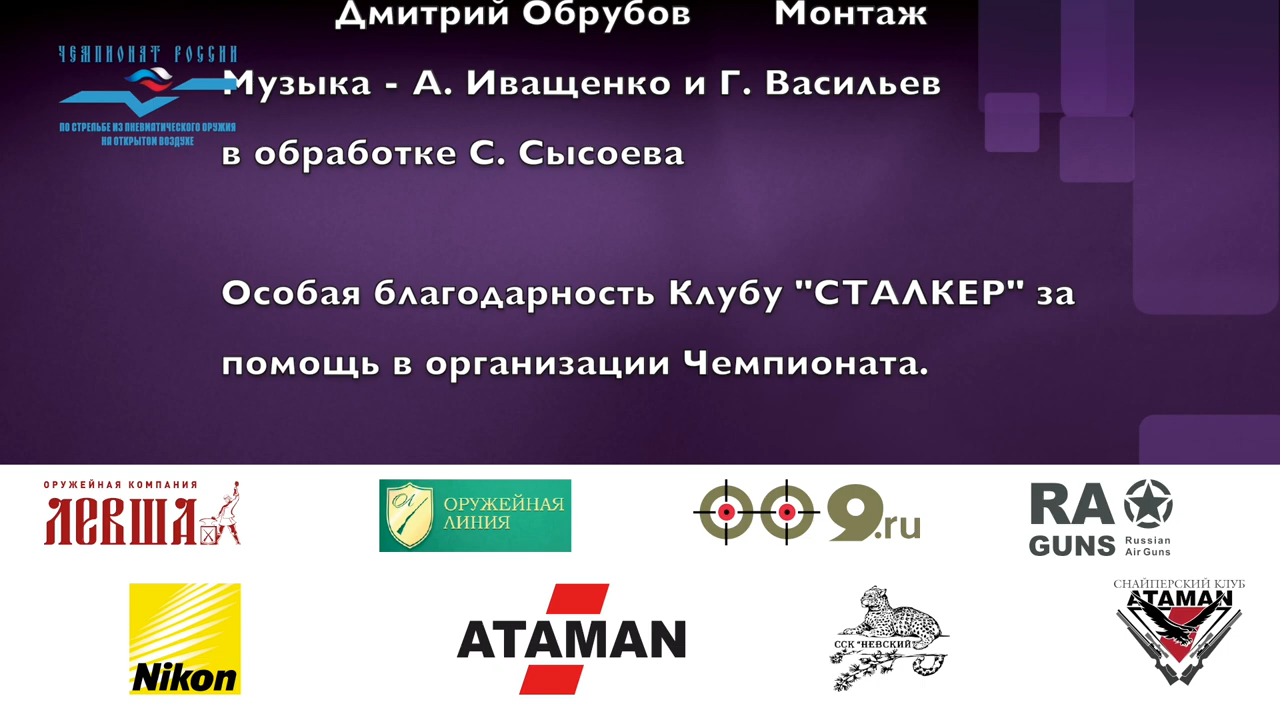 Дмитрий Обрубов Монтаж
ЧЕМПИОНАТ РОССИИ
ПО СТРЕЛЬБЕ ИЗ ПНЕВМАТИЧЕСКОГО ОРУЖИЯ
НА ОТКРЫТОМ ВОЗДУХЕ
Музыка - А. Иващенко и Г. Васильев
в обработке С. Сысоева
Особая благодарность Клубу "СТАЛКЕР" за
помощь в организации Чемпионата.
ОРУЖЕЙНАЯ КОМПАНИЯ
ЛЕВША
ОЛ
ОРУЖЕЙНАЯ
ЛИНИЯ
009.ru
RA
GUNS
Russian
Air Guns
Nikon
ATAMAN
ССК "НЕВСКИЙ"
СНАЙПЕРСКИЙ КЛУБ
ATAMAN